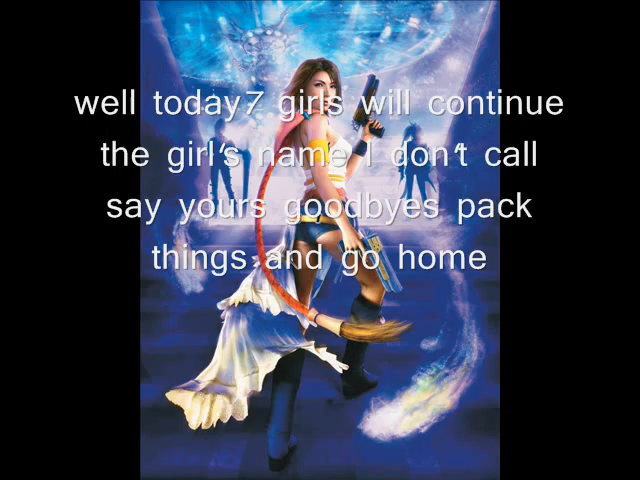 well today7 girls will continue
the girl's name I don't call
say yours goodbyes pack
things and go home